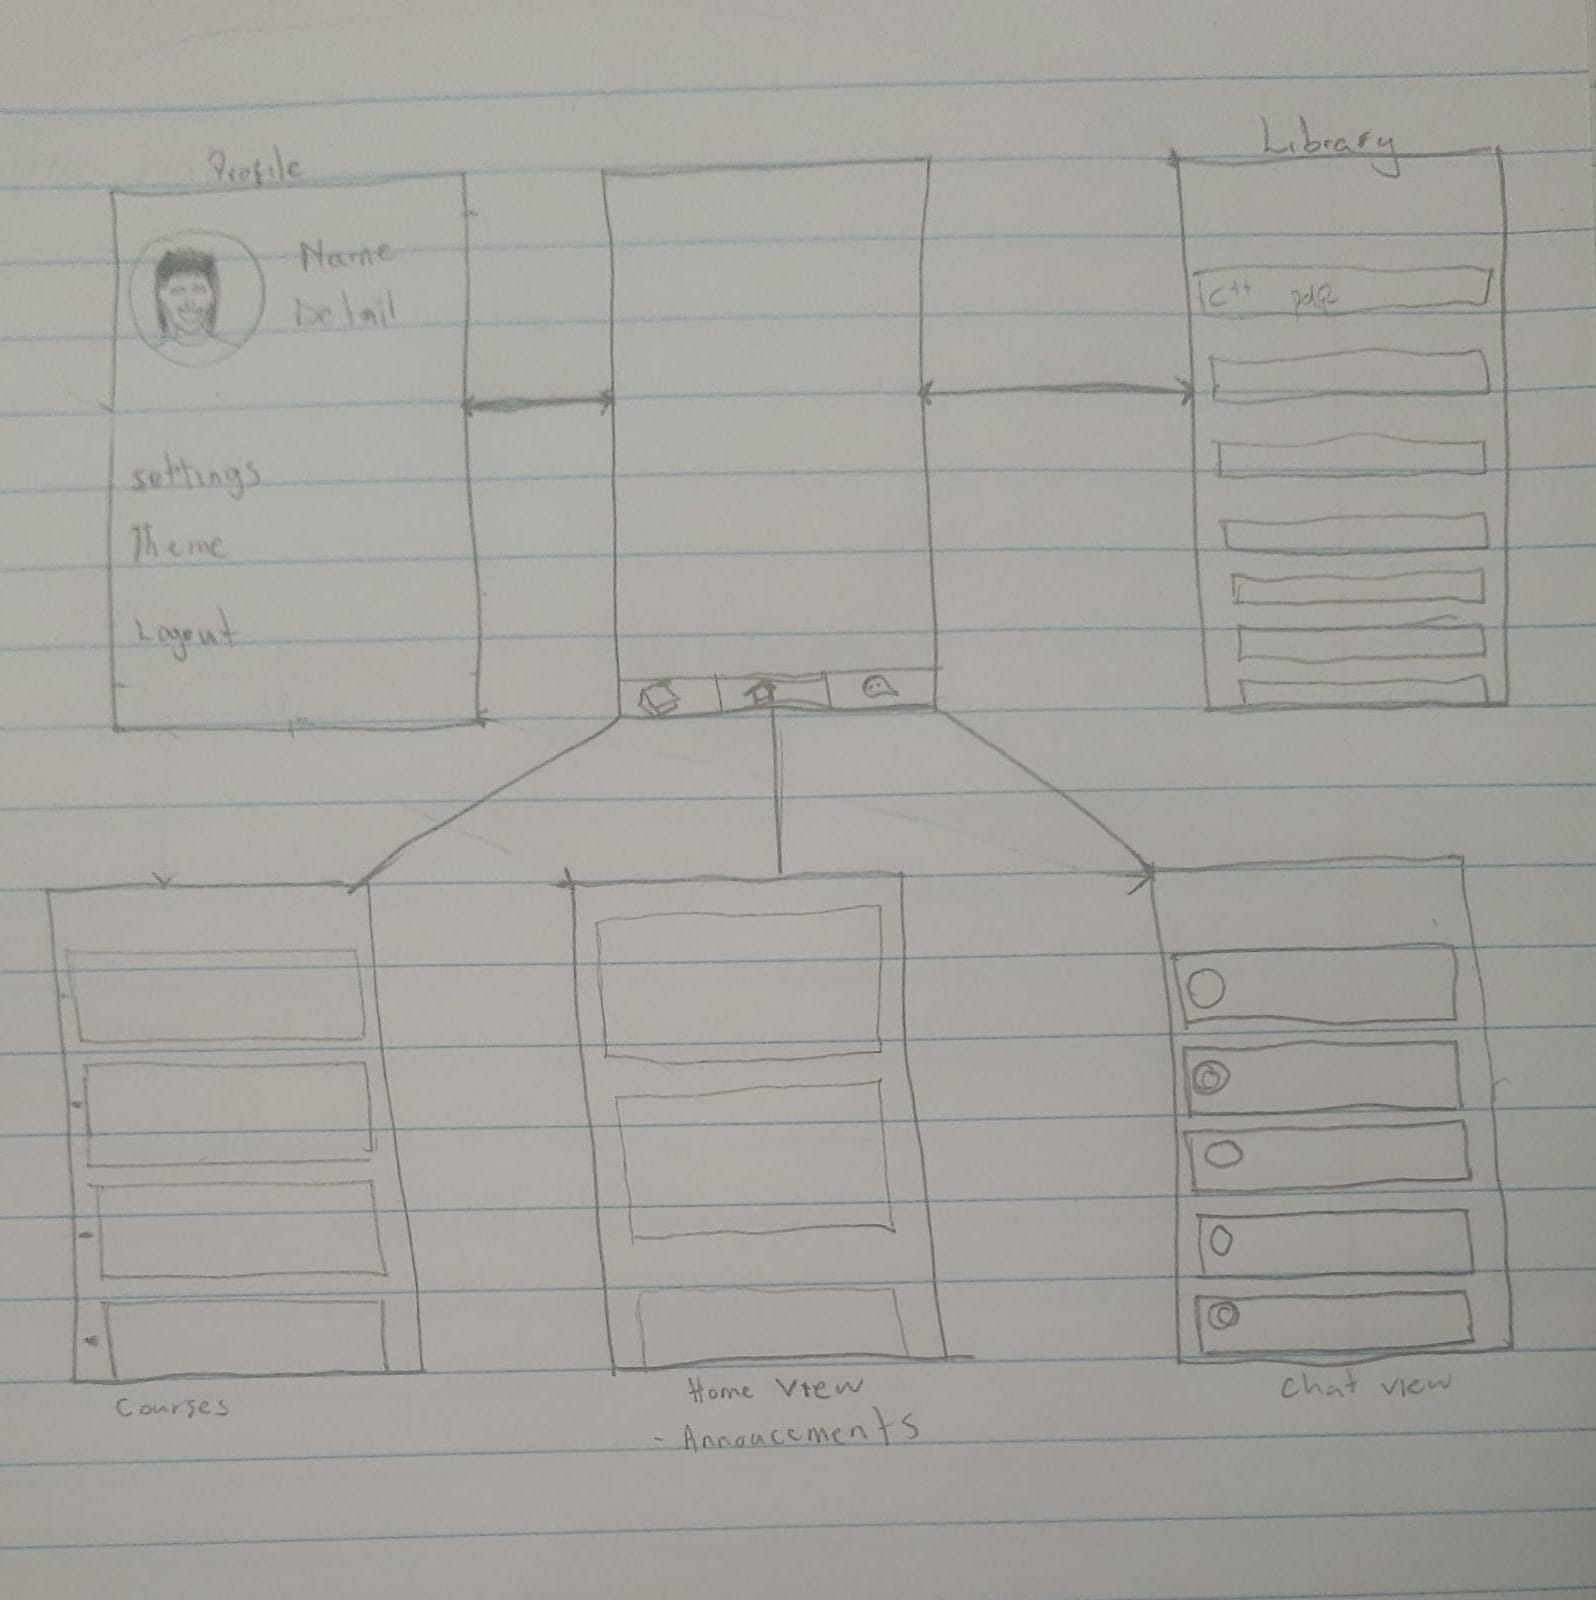 Profile
Name
Detail
settings
Theme
Logout
Library
C++ pdf
Courses
Home View
- Annoucements
Chat view